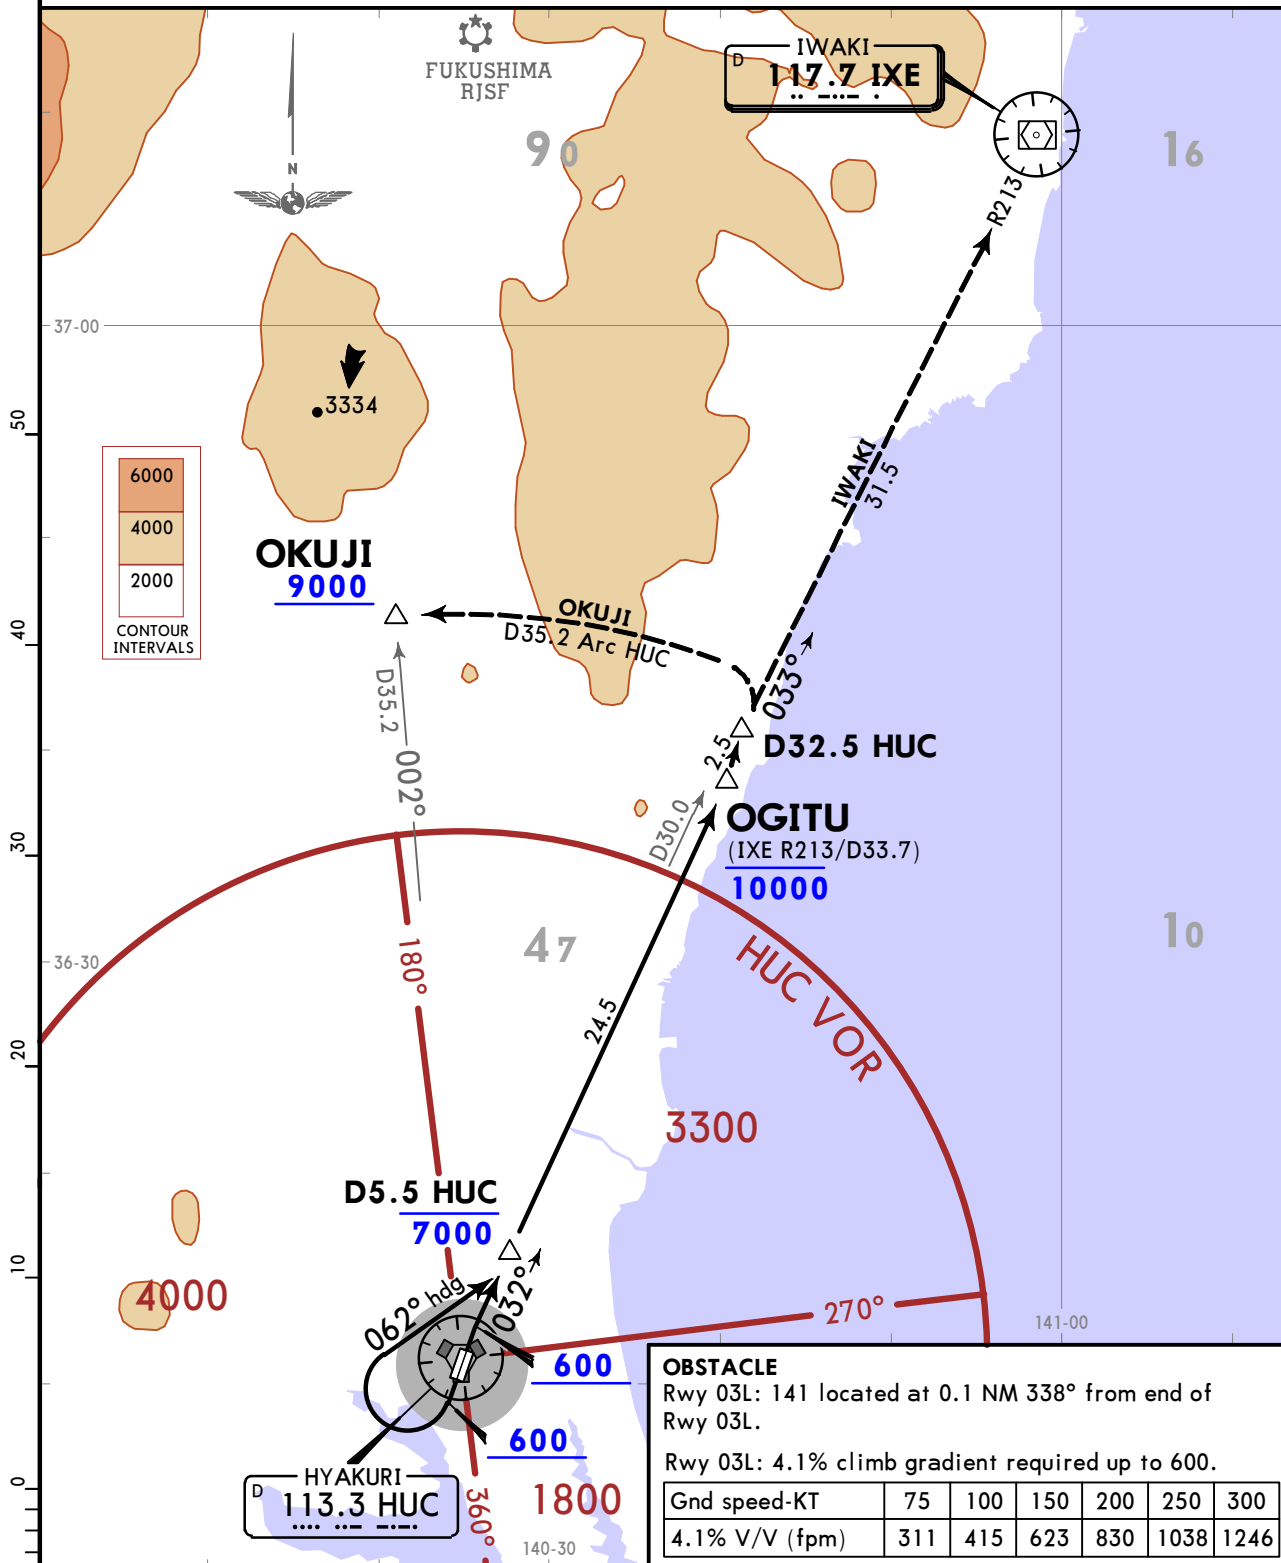 IWAKI
D
117.7 IXE
FUKUSHIMA
RJSF
90
16
N
R213
37-00
3334
50
6000
4000
2000
CONTOUR
INTERVALS
IWAKI
31.5
OKUJI
9000
OKUJI
D35.2 Arc HUC
40
D35.2
002°
033°
2.5
D32.5 HUC
OGITU
(IXE R213/D33.7)
10000
D30.0
30
180°
47
36-30
HUC VOR
10
24.5
20
3300
D5.5 HUC
7000
10
4000
062° hdg
032°
270°
141-00
600
600
HYAKURI
D
113.3 HUC
360°
1800
140-30
0
OBSTACLE
Rwy 03L: 141 located at 0.1 NM 338° from end of
Rwy 03L.
Rwy 03L: 4.1% climb gradient required up to 600.
Gnd speed-KT 75 100 150 200 250 300
4.1% V/V (fpm) 311 415 623 830 1038 1246